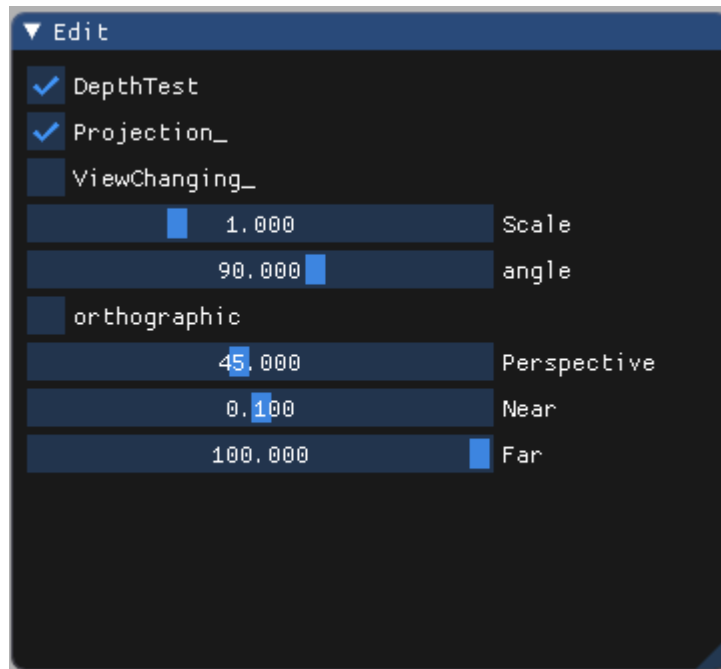 Edit
DepthTest
Projection_
ViewChanging_
1.000 Scale
90.000 angle
orthographic
45.000 Perspective
0.100 Near
100.000 Far